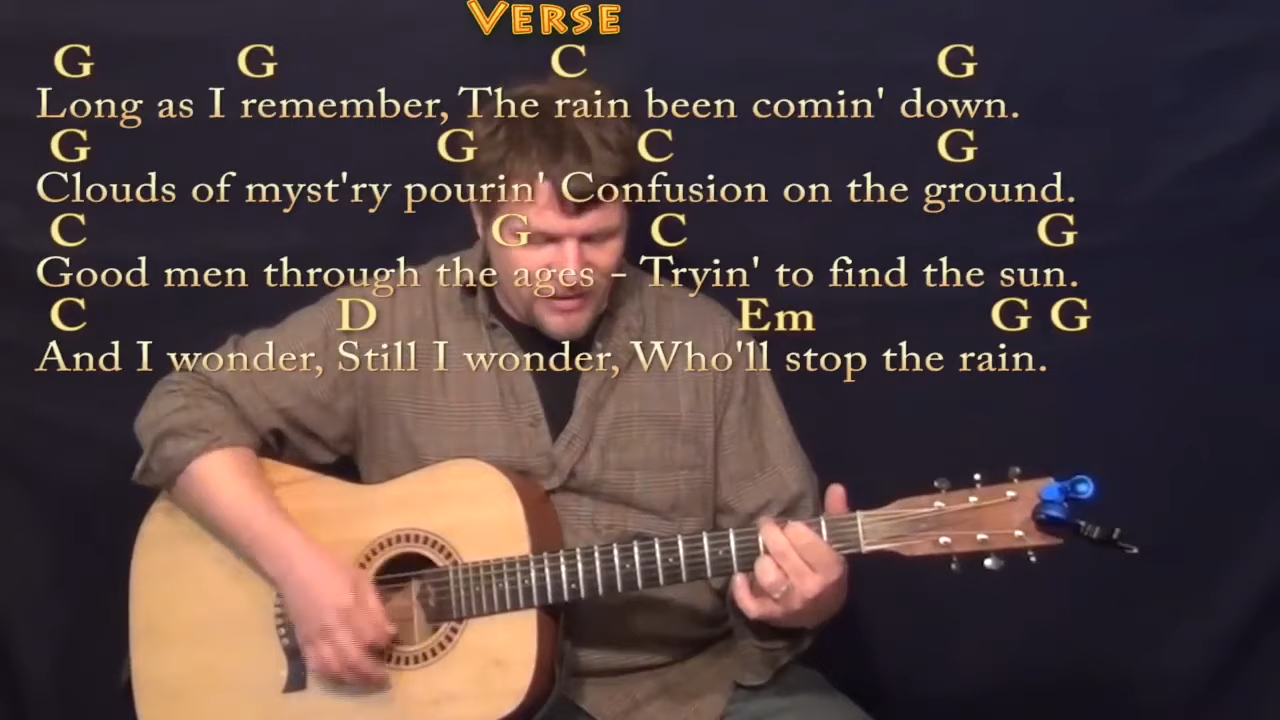 VERSE
G G C G
Long as I remember, The rain been comin' down.
G G C G
Clouds of myst'ry pourin' Confusion on the ground.
C G C G
Good men through the ages - Tryin' to find the sun.
C D Em G G
And I wonder, Still I wonder, Who'll stop the rain.